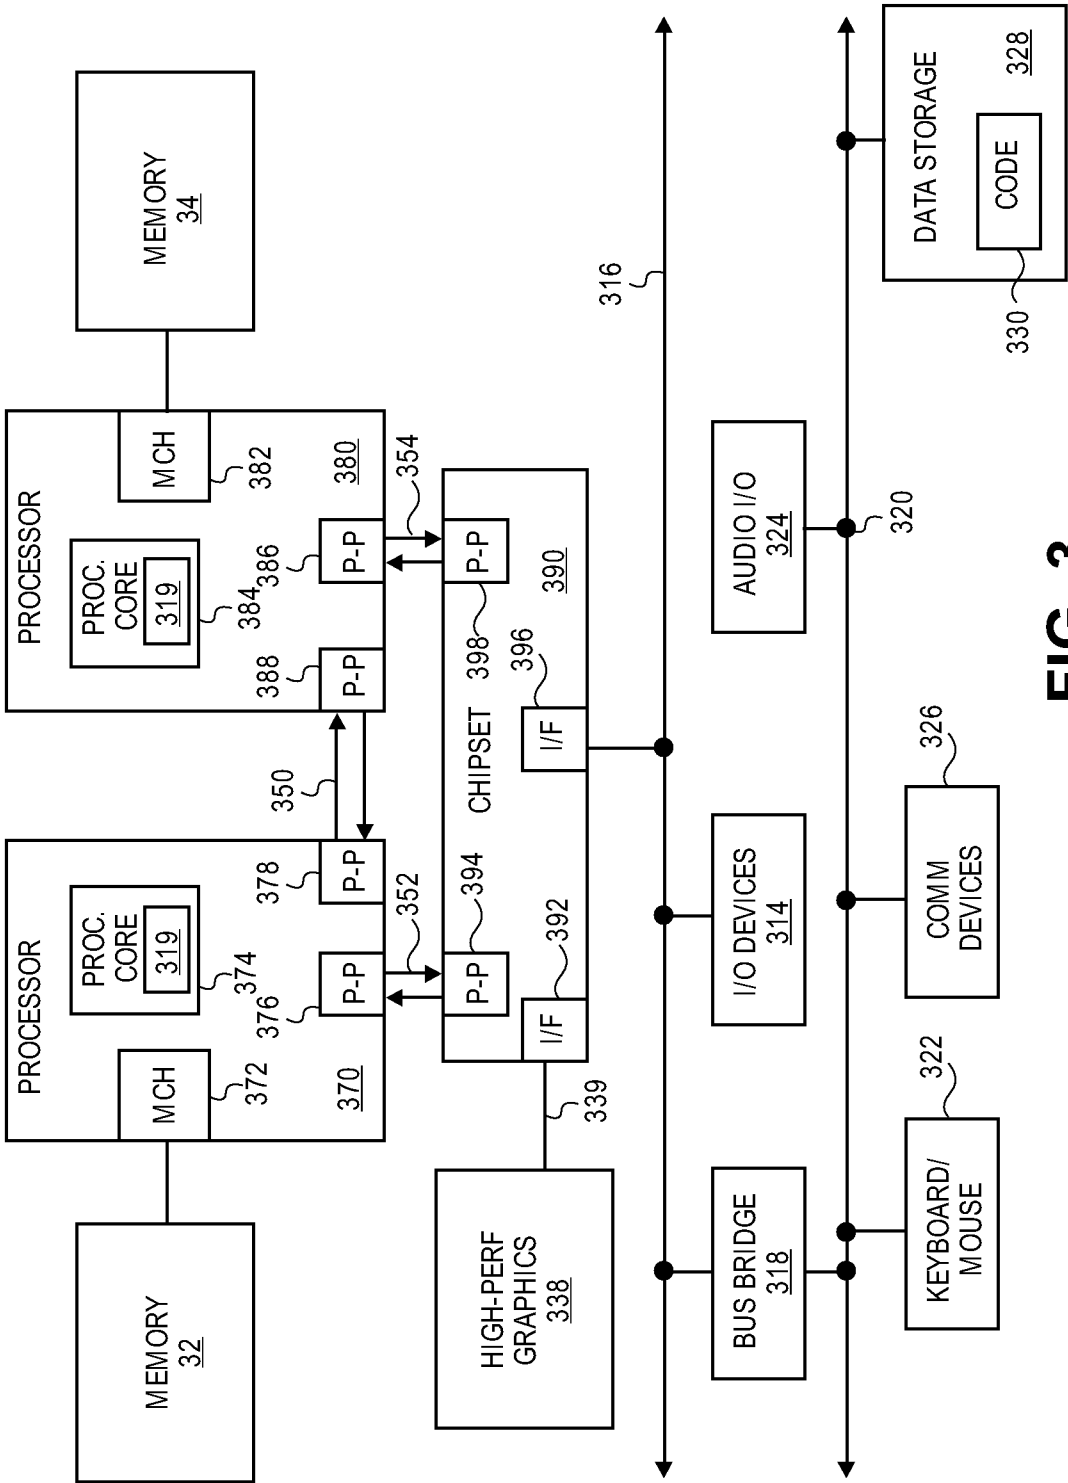 MEMORY
32
PROCESSOR
MCH
372
PROC.
CORE
319
374
376
P-P
378
P-P
370
350
PROCESSOR
388
P-P
PROC.
CORE
319
384
386
P-P
MCH
382
380
MEMORY
34
352
354
HIGH-PERF
GRAPHICS
338
339
I/F
392
P-P
394
CHIPSET
I/F
396
P-P
398
390
316
BUS BRIDGE
318
I/O DEVICES
314
AUDIO I/O
324
320
KEYBOARD/
MOUSE
322
COMM
DEVICES
326
DATA STORAGE
328
CODE
330
FIG. 3